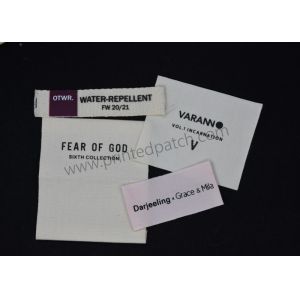 OTWR. WATER-REPELLENT
FW 20/21
VARANNO
VOL.1 INCARNATION
V
FEAR OF GOD
SIXTH COLLECTION
Darjeeling • Grace & Mila
www.printedpatch.com